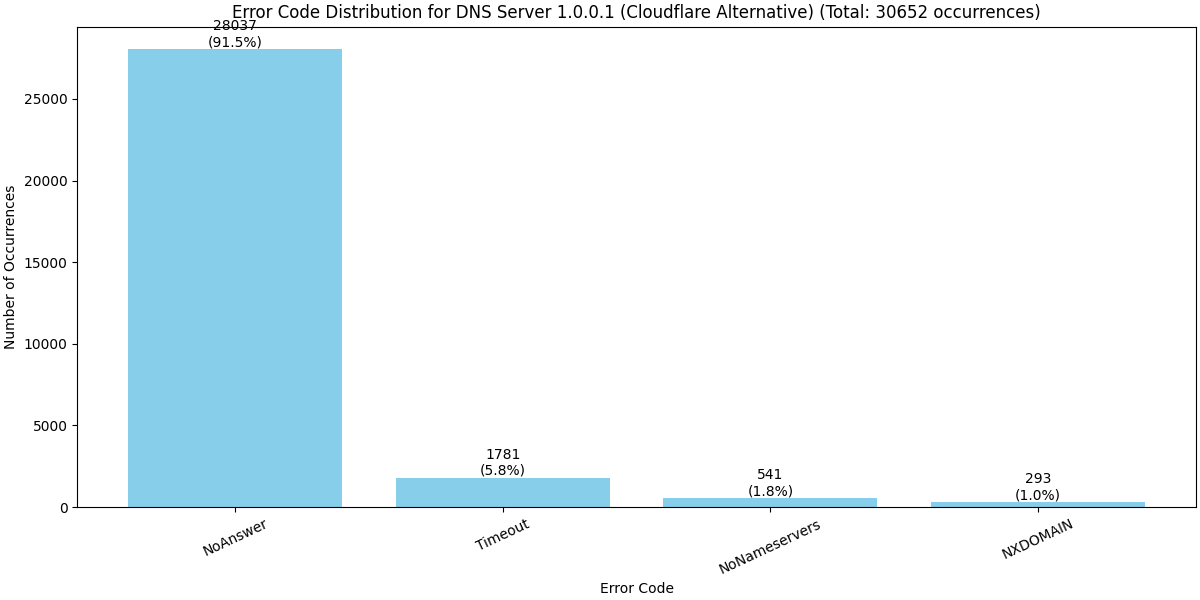 Error Code Distribution for DNS Server 1.0.0.1 (Cloudflare Alternative) (Total: 30652 occurrences)
28037
(91.5%)
25000
20000
15000
10000
5000
0
Number of Occurrences
1781
(5.8%)
541
(1.8%)
293
(1.0%)
NoAnswer
Timeout
NoNameservers
NXDOMAIN
Error Code